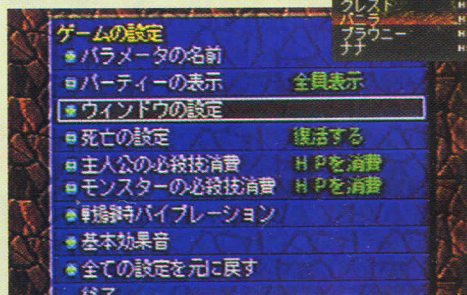 クレスト
バニラ
ブラウニー
ナナ
ゲームの設定
パラメータの名前
パーティーの表示 全員表示
ウィンドウの設定
死亡の設定 復活する
主人公の必殺技消費 HPを消費
モンスターの必殺技消費 HPを消費
戦闘時バイブレーション
基本効果音
全ての設定を元に戻す
終了